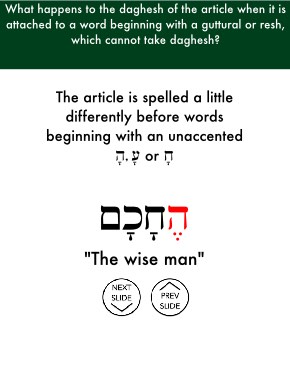 What happens to the daghesh of the article when it is
attached to a word beginning with a guttural or resh,
which cannot take daghesh?
The article is spelled a little
differently before words
beginning with an unaccented
הָ, עָ or חָ
הֶחָכָם
"The wise man"
NEXT
SLIDE
PREV
SLIDE